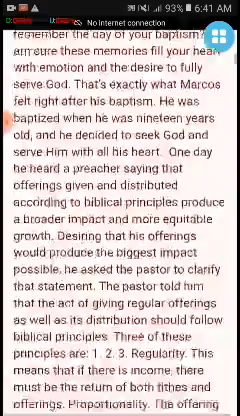 93% 6:41 AM
No internet connection
remember the day of your baptism?
am sure these memories fill your heart
with emotion and the desire to fully
serve God. That's exactly what Marcos
felt right after his baptism. He was
baptized when he was nineteen years
old, and he decided to seek God and
serve Him with all his heart. One day
he heard a preacher saying that
offerings given and distributed
according to biblical principles produce
a broader impact and more equitable
growth. Desiring that his offerings
would produce the biggest impact
possible, he asked the pastor to clarify
that statement. The pastor told him
that the act of giving regular offerings
as well as its distribution should follow
biblical principles. Three of these
principles are: 1. 2. 3. Regularity. This
means that if there is income, there
must be the return of both tithes and
offerings. Proportionality. The offering